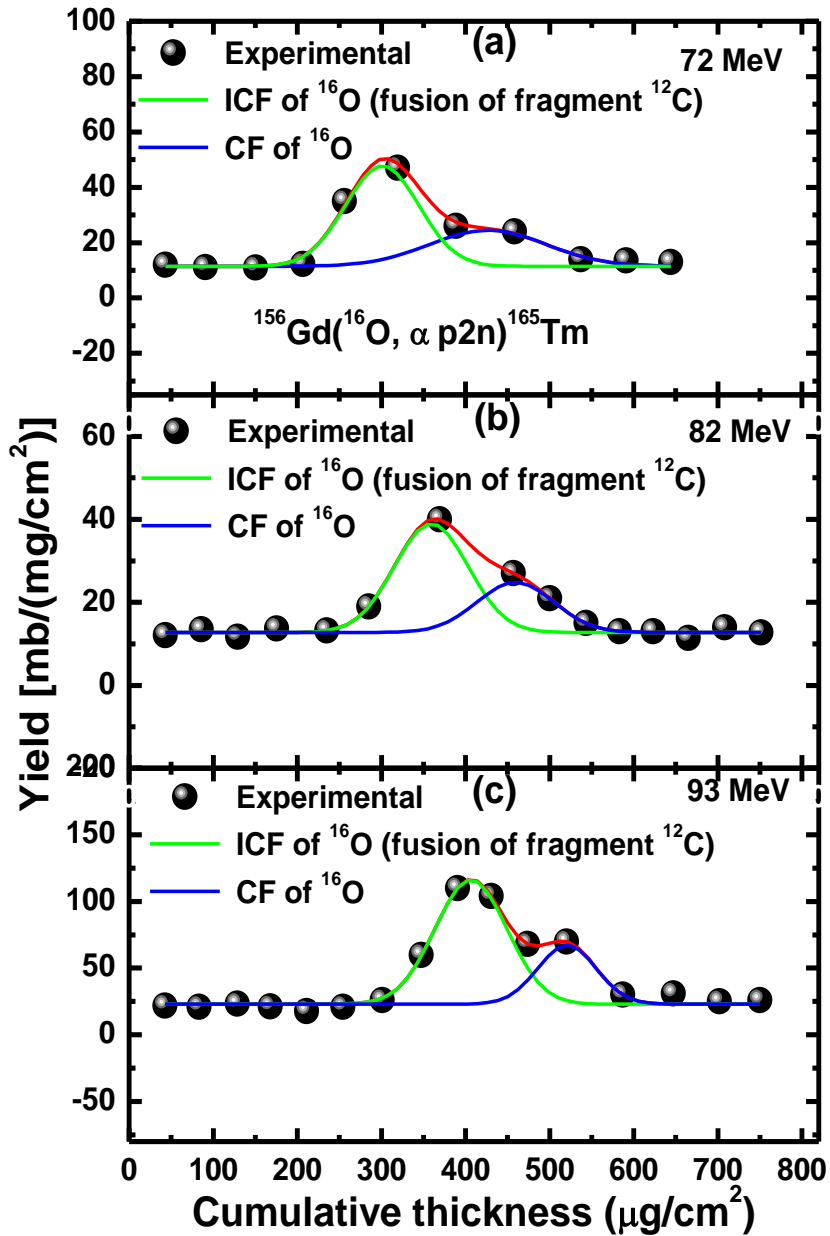 Yield [mb/(mg/cm²)]
100
80
60
40
20
0
-20
(a)
72 MeV
Experimental
ICF of ¹⁶O (fusion of fragment ¹²C)
CF of ¹⁶O
¹⁵⁶Gd(¹⁶O, α p2n)¹⁶⁵Tm
60
40
20
0
(b)
82 MeV
Experimental
ICF of ¹⁶O (fusion of fragment ¹²C)
CF of ¹⁶O
150
100
50
0
-50
(c)
93 MeV
Experimental
ICF of ¹⁶O (fusion of fragment ¹²C)
CF of ¹⁶O
0 100 200 300 400 500 600 700 800
Cumulative thickness (μg/cm²)